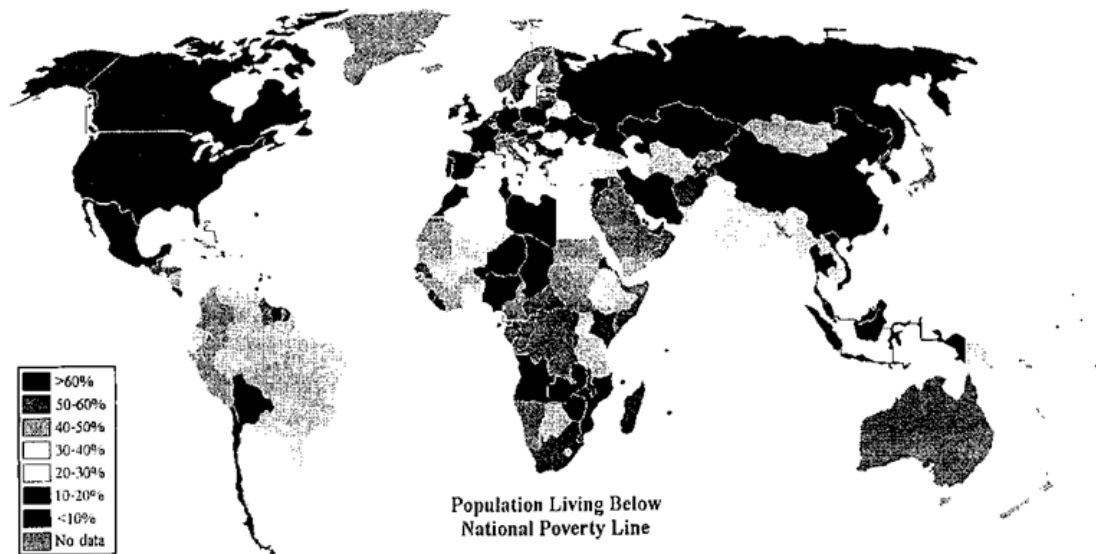 >60%
50-60%
40-50%
30-40%
20-30%
10-20%
<10%
No data
Population Living Below
National Poverty Line